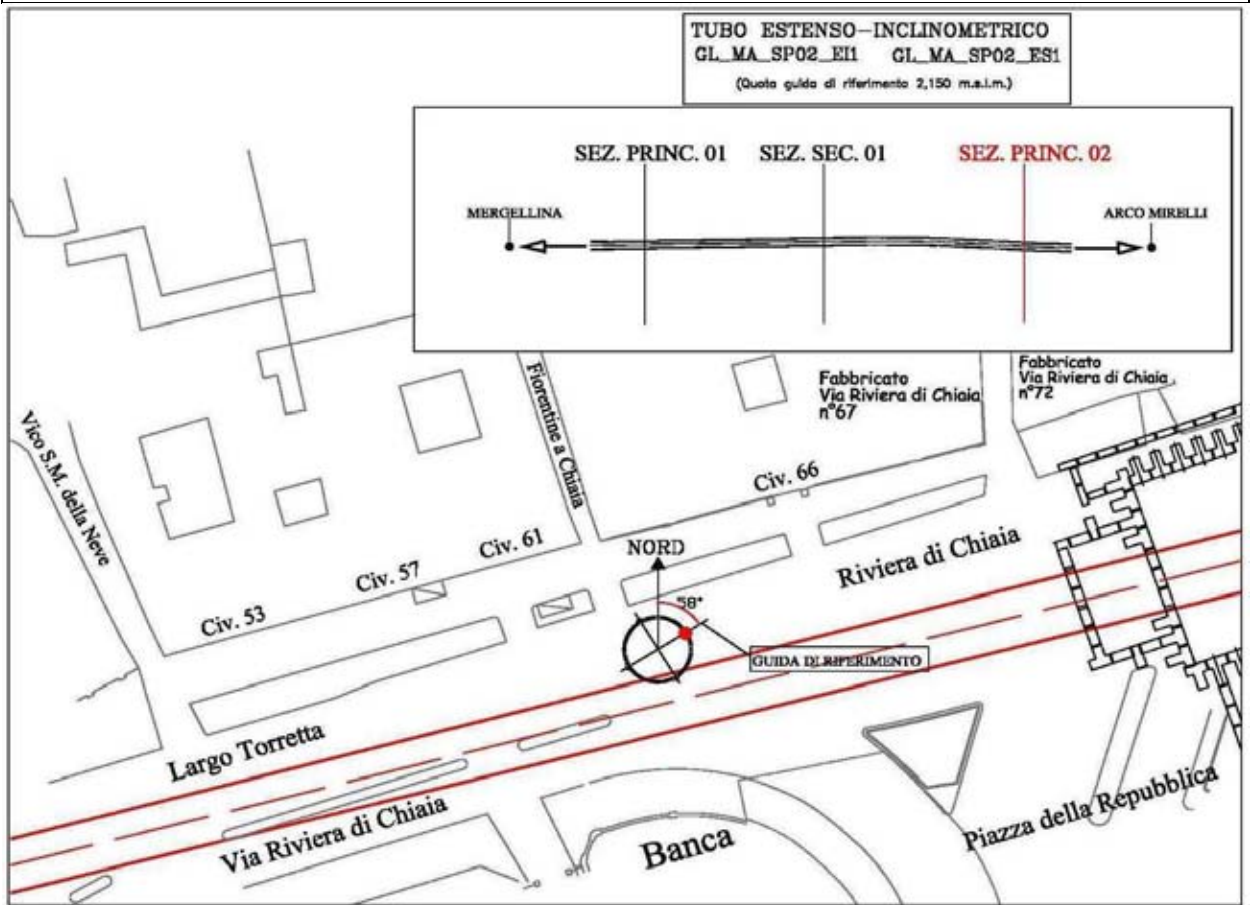 TUBO ESTENSO-INCLINOMETRICO
GL_MA_SP02_EI1 GL_MA_SP02_ES1
(Quota guida di riferimento 2,150 m.s.l.m.)
SEZ. PRINC. 01 SEZ. SEC. 01 SEZ. PRINC. 02
MERGELLINA
ARCO MIRELLI
Fabbricato
Via Riviera di Chiaia
n°67
Fabbricato
Via Riviera di Chiaia
n°72
Vico S.M. della Neve
Fiorentine a Chiaia
Civ. 53
Civ. 57
Civ. 61
Civ. 66
NORD
58°
GUIDA DI RIFERIMENTO
Riviera di Chiaia
Largo Torretta
Via Riviera di Chiaia
Banca
Piazza della Repubblica